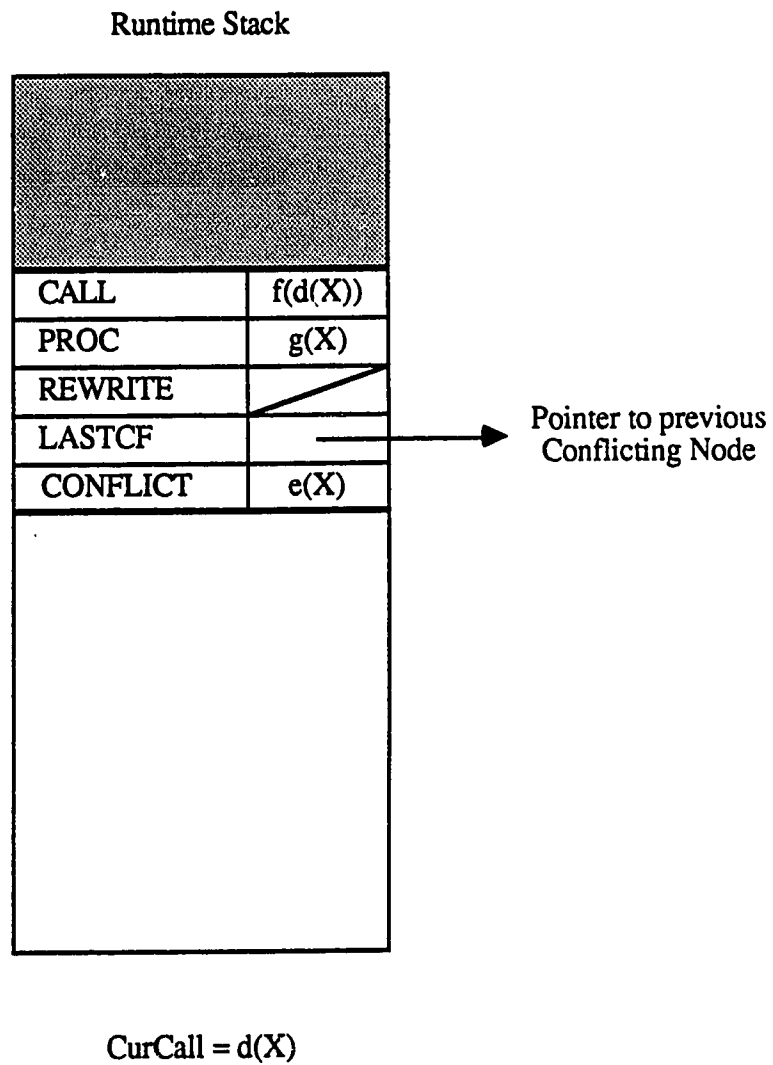 Runtime Stack
CALL f(d(X))
PROC g(X)
REWRITE
LASTCF
Pointer to previous
Conflicting Node
CONFLICT e(X)
CurCall = d(X)